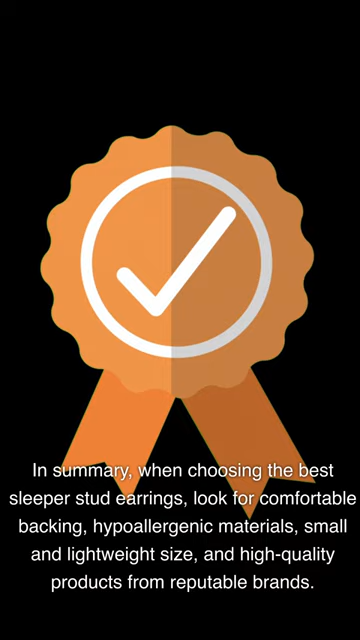 In summary, when choosing the best
sleeper stud earrings, look for comfortable
backing, hypoallergenic materials, small
and lightweight size, and high-quality
products from reputable brands.